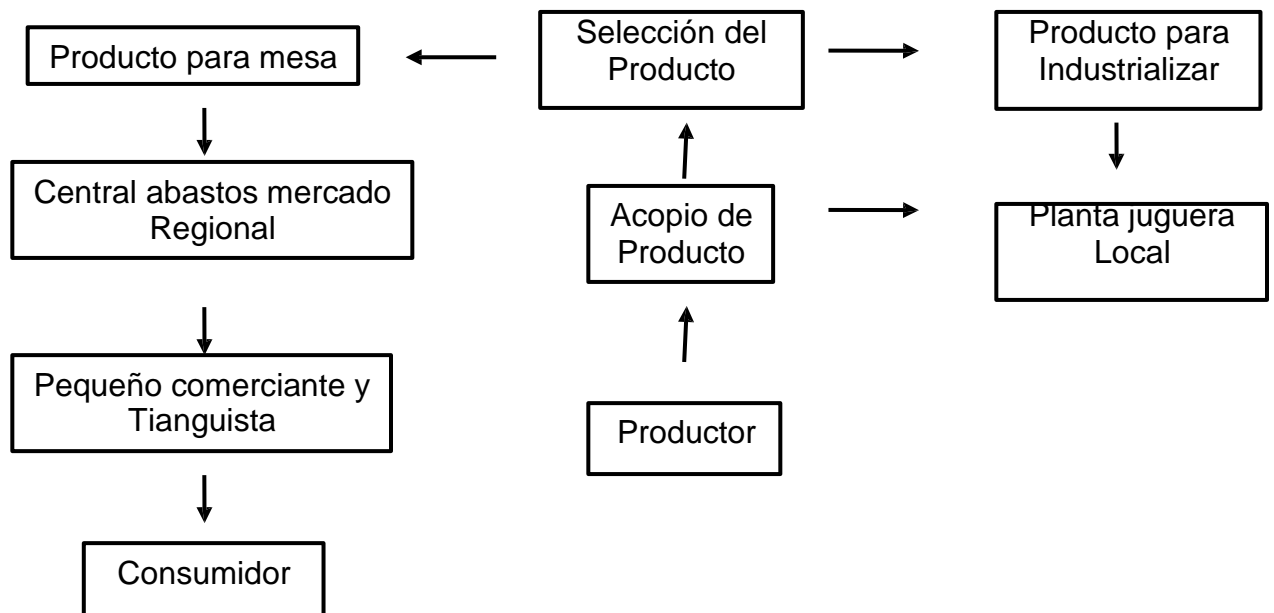 Producto para mesa
Selección del
Producto
Producto para
Industrializar
Central abastos mercado
Regional
Acopio de
Producto
Planta juguera
Local
Pequeño comerciante y
Tianguista
Productor
Consumidor